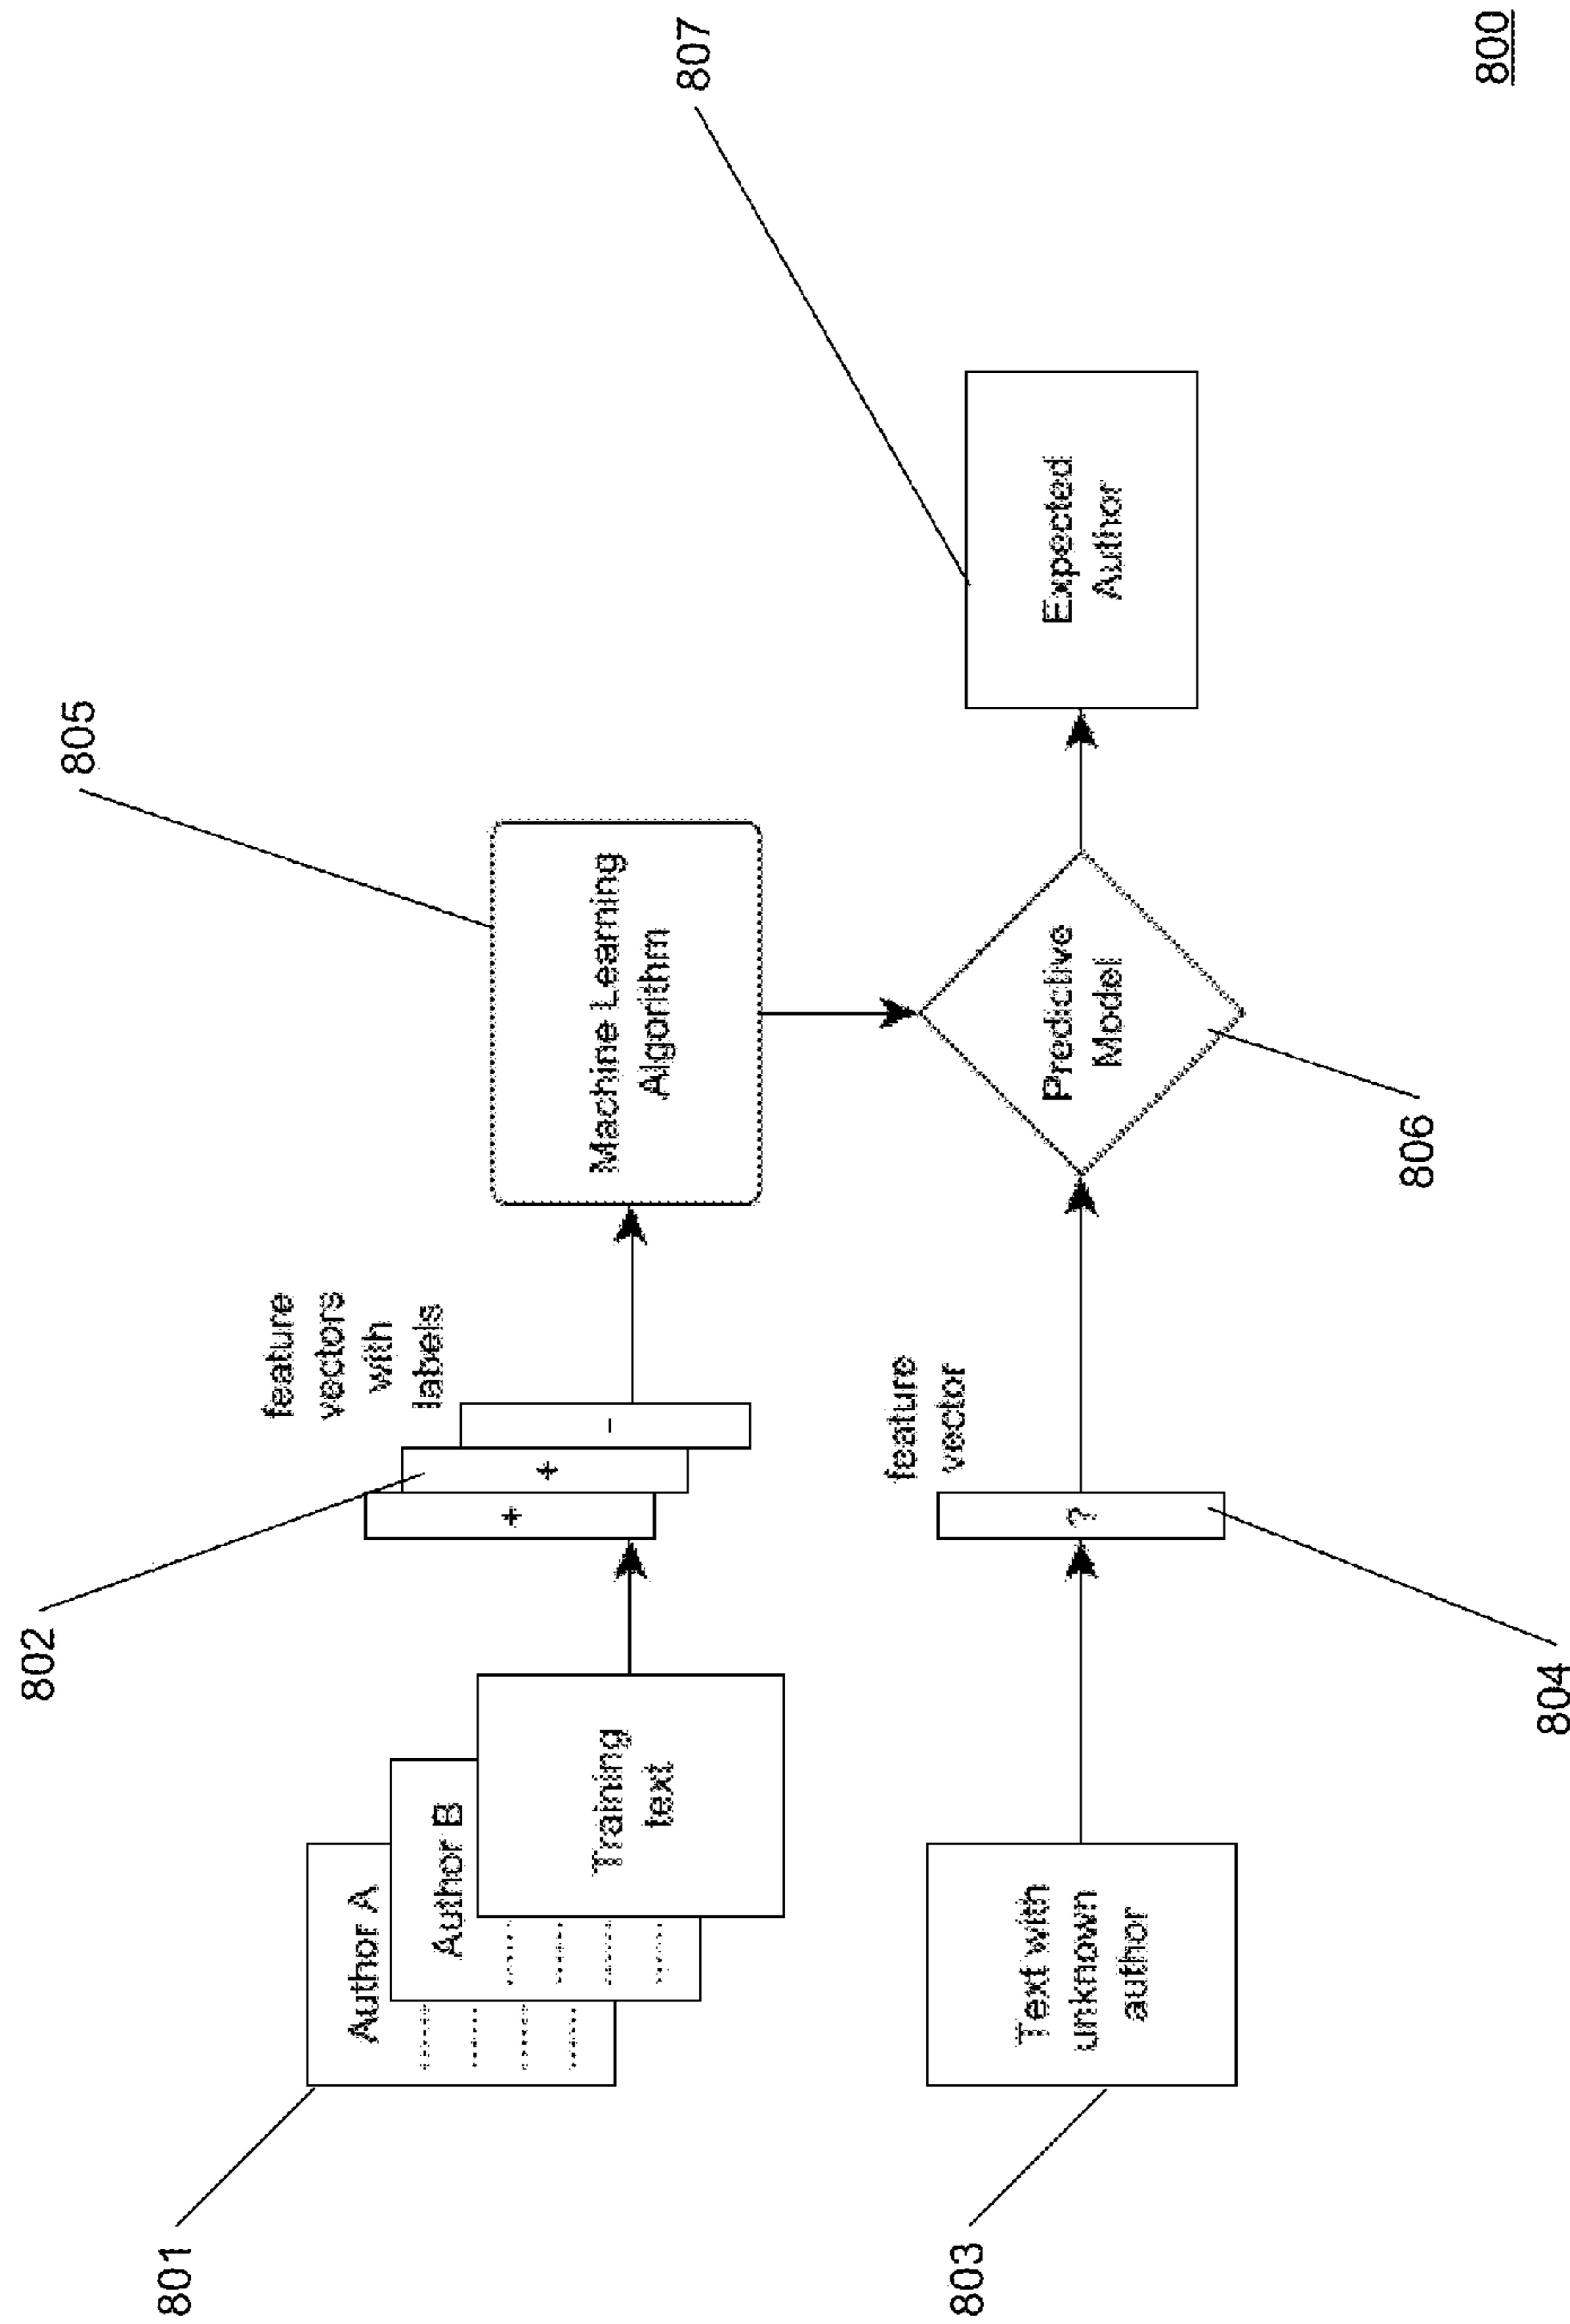 800
801
802
805
807
Author A
Author B
Training
text
feature
vectors
with
labels
+
+
-
Machine Learning
Algorithm
803
804
806
Text with
unknown
author
feature
vector
?
Predictive
Model
Expected
Author